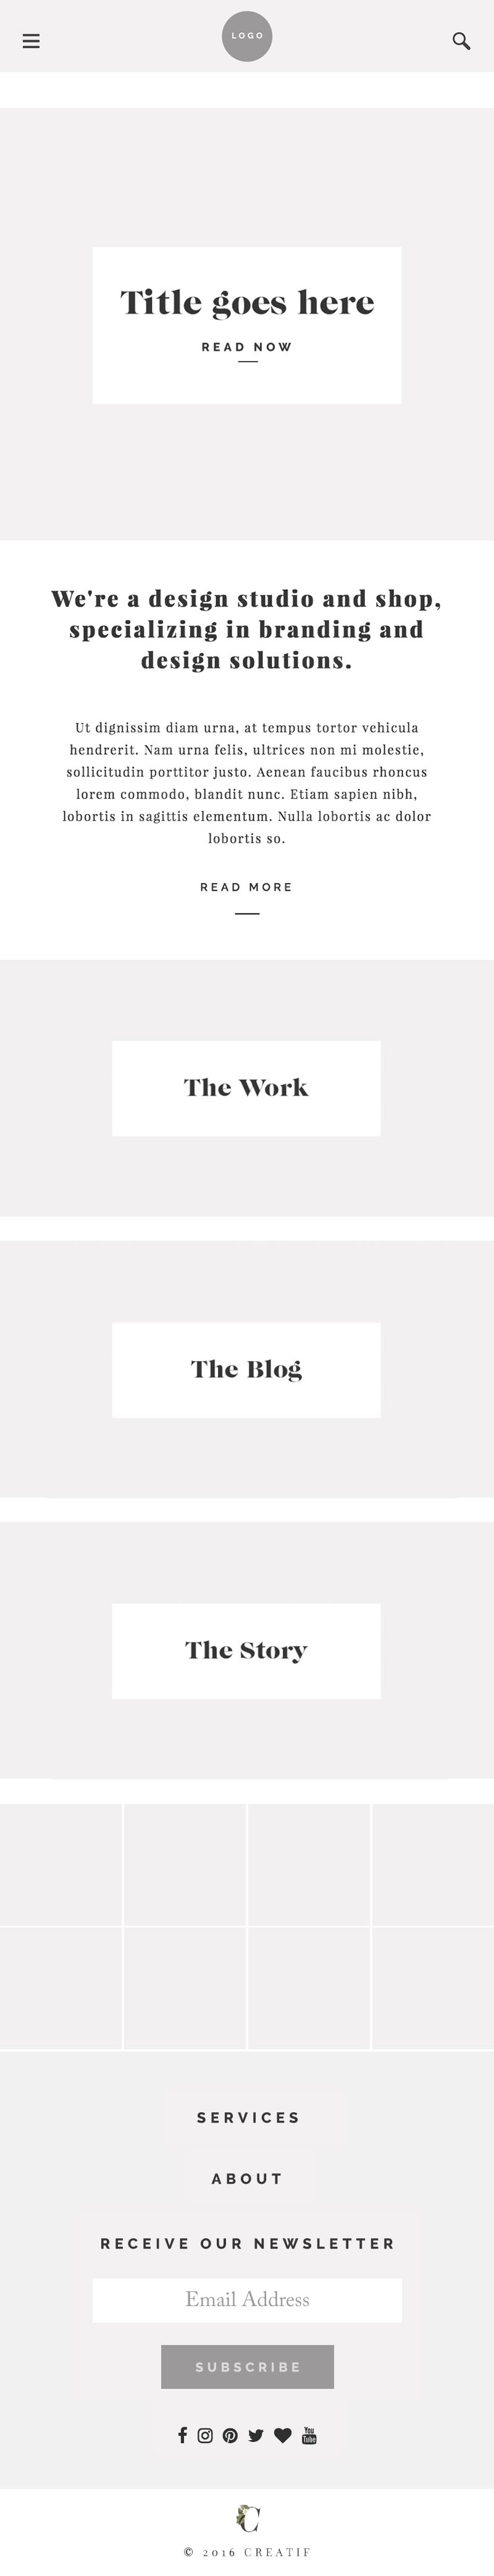 LOGO
Title goes here
READ NOW
We're a design studio and shop,
specializing in branding and
design solutions.
Ut dignissim diam urna, at tempus tortor vehicula
hendrerit. Nam urna felis, ultrices non mi molestie,
sollicitudin porttitor justo. Aenean faucibus rhoncus
lorem commodo, blandit nunc. Etiam sapien nibh,
lobortis in sagittis elementum. Nulla lobortis ac dolor
lobortis so.
READ MORE
The Work
The Blog
The Story
SERVICES
ABOUT
RECEIVE OUR NEWSLETTER
Email Address
SUBSCRIBE
You
Tube
C
© 2016 CREATIF